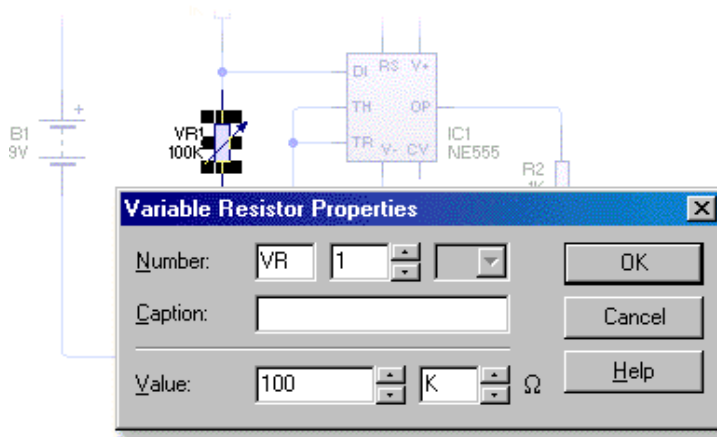 DI RS V+
TH OP
TR V- CV
B1
9V
VR1
100K
IC1
NE555
R2
1K
Variable Resistor Properties
Number: VR 1
OK
Caption:
Cancel
Value: 100 K Ω
Help